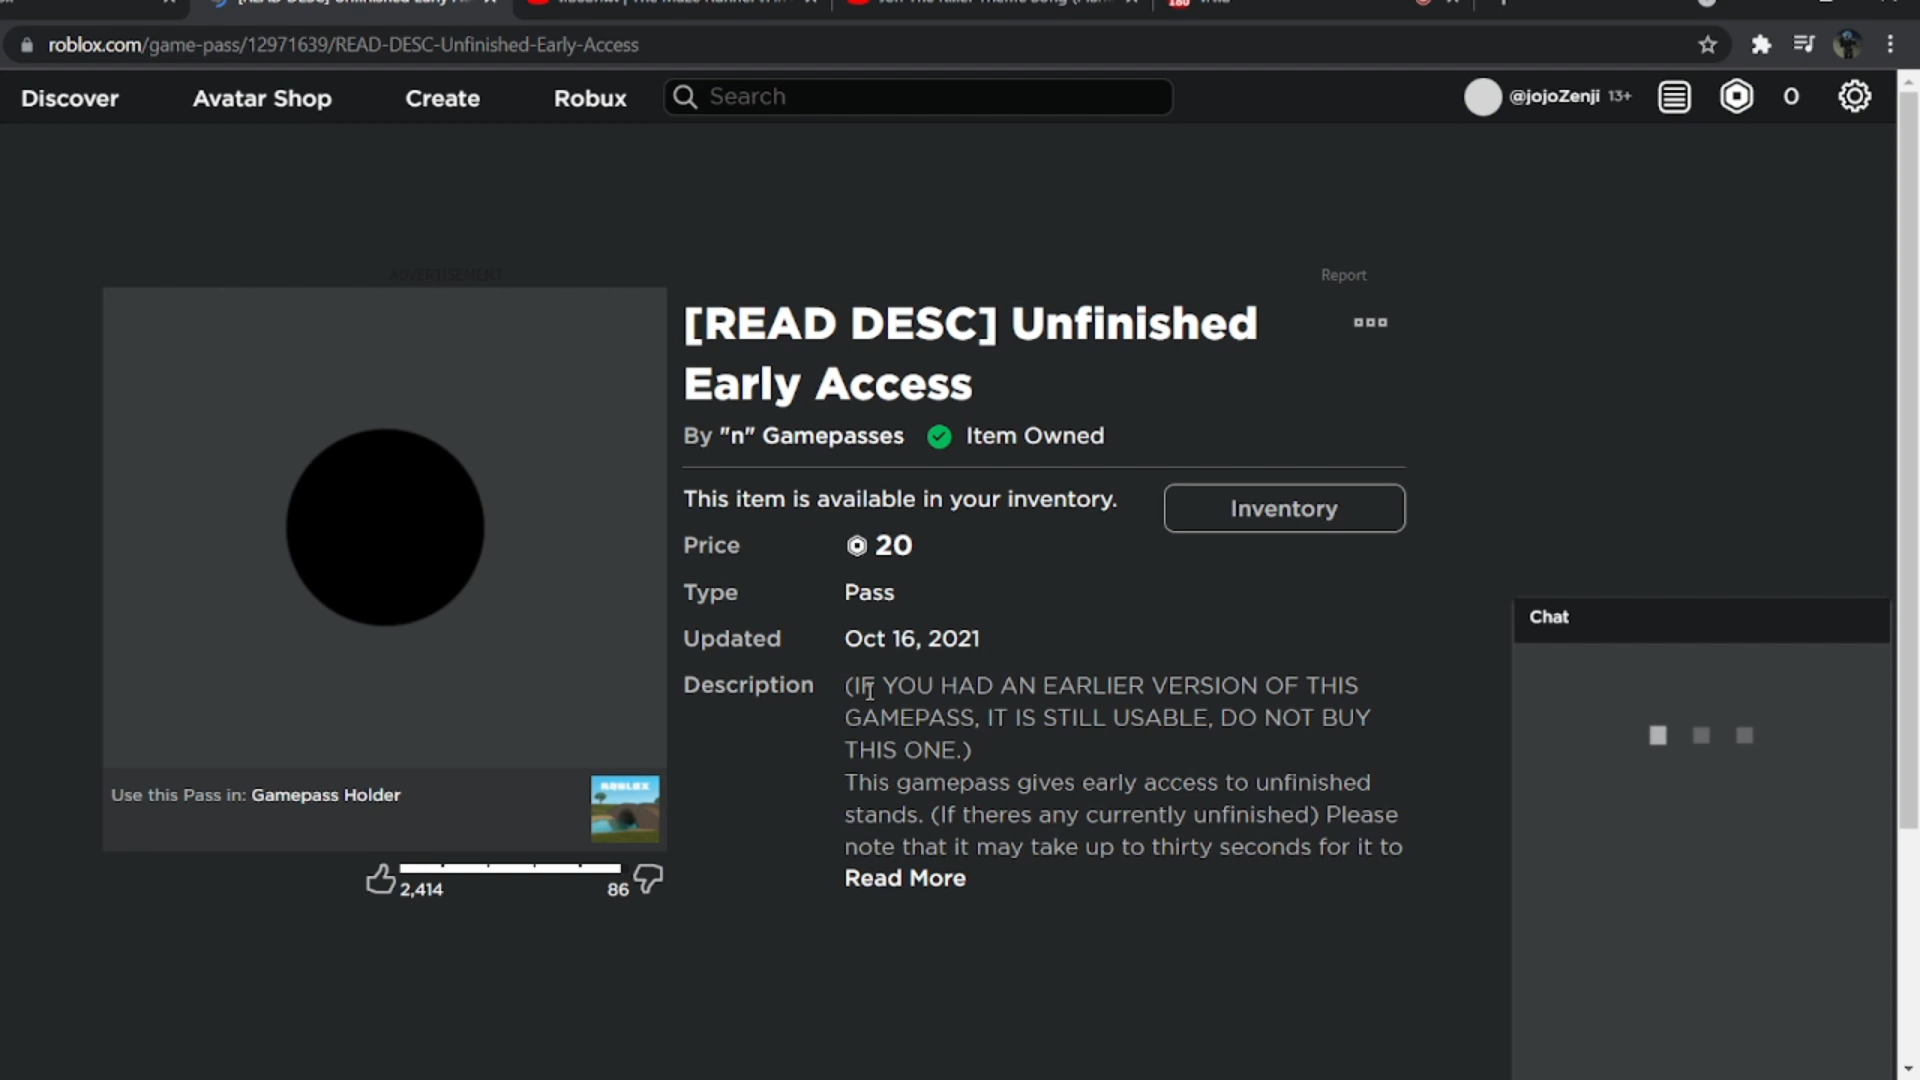 roblox.com/game-pass/12971639/READ-DESC-Unfinished-Early-Access
Discover Avatar Shop Create Robux Search @jojoZenji 13+ 0
ADVERTISEMENT
Report
[READ DESC] Unfinished
Early Access
By "n" Gamepasses Item Owned
This item is available in your inventory. Inventory
Price 20
Type Pass
Updated Oct 16, 2021
Description (IF YOU HAD AN EARLIER VERSION OF THIS
GAMEPASS, IT IS STILL USABLE, DO NOT BUY
THIS ONE.)
This gamepass gives early access to unfinished
stands. (If theres any currently unfinished) Please
note that it may take up to thirty seconds for it to
Read More
Use this Pass in: Gamepass Holder
ROBLOX
2,414 86
Chat